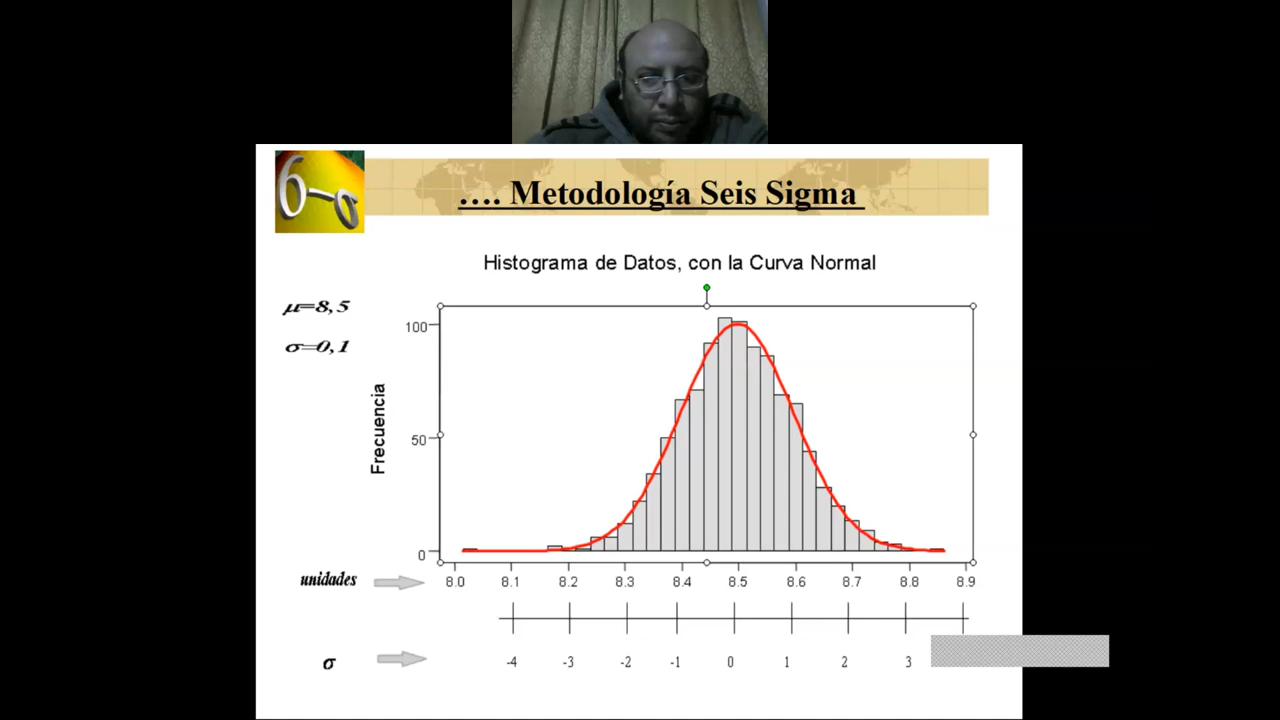 6-σ
.... Metodología Seis Sigma
Histograma de Datos, con la Curva Normal
μ=8,5
σ=0,1
Frecuencia
100
50
0
unidades
8.0 8.1 8.2 8.3 8.4 8.5 8.6 8.7 8.8 8.9
σ
-4 -3 -2 -1 0 1 2 3